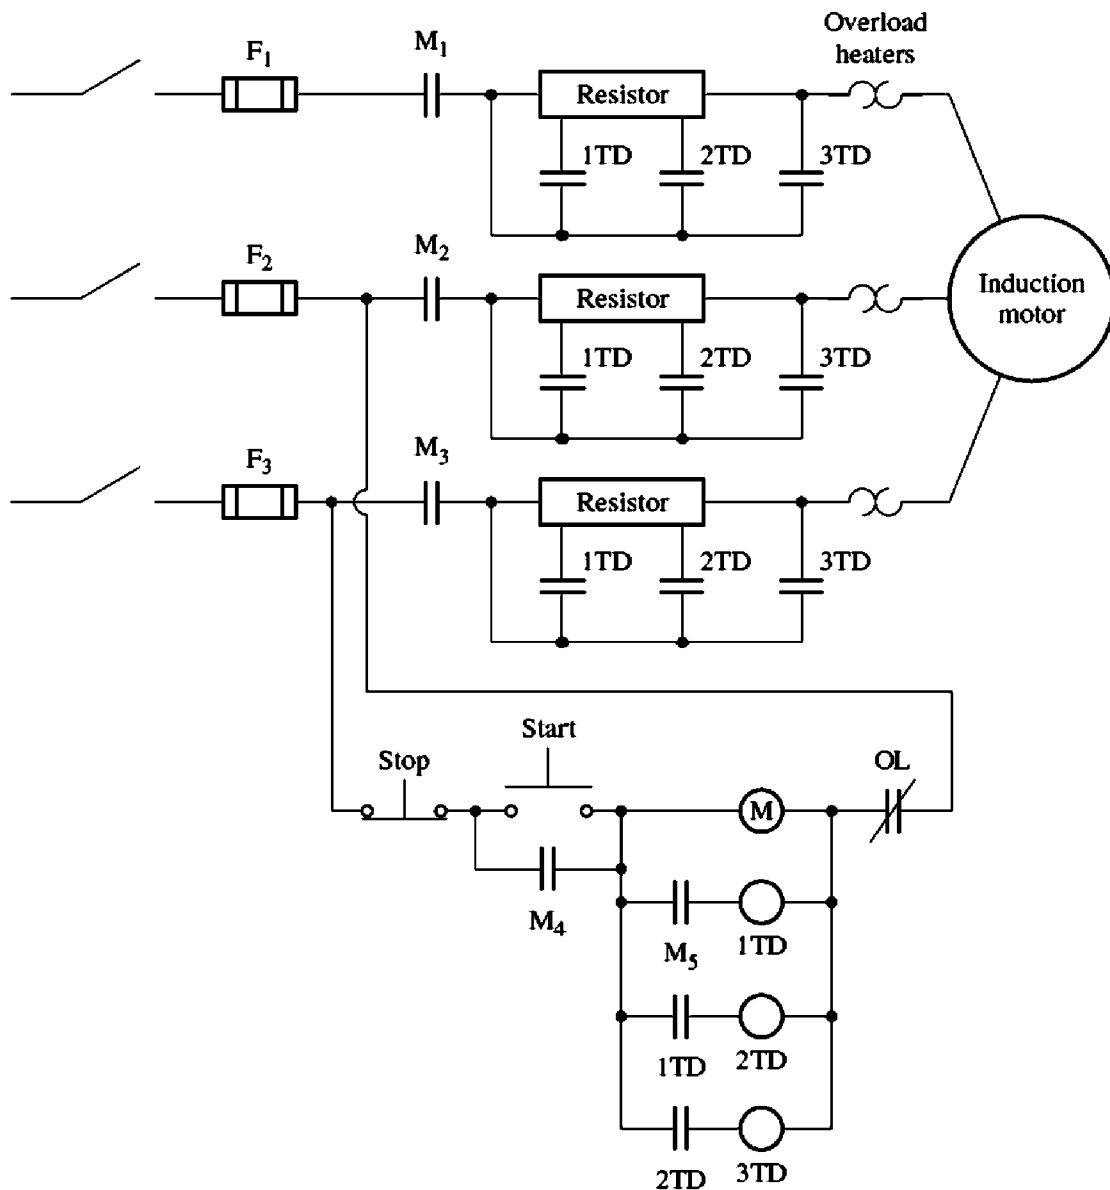 Overload
heaters
F1
M1
Resistor
1TD
2TD
3TD
F2
M2
Resistor
Induction
motor
1TD
2TD
3TD
F3
M3
Resistor
1TD
2TD
3TD
Start
Stop
OL
M
M4
M5
1TD
1TD
2TD
2TD
3TD